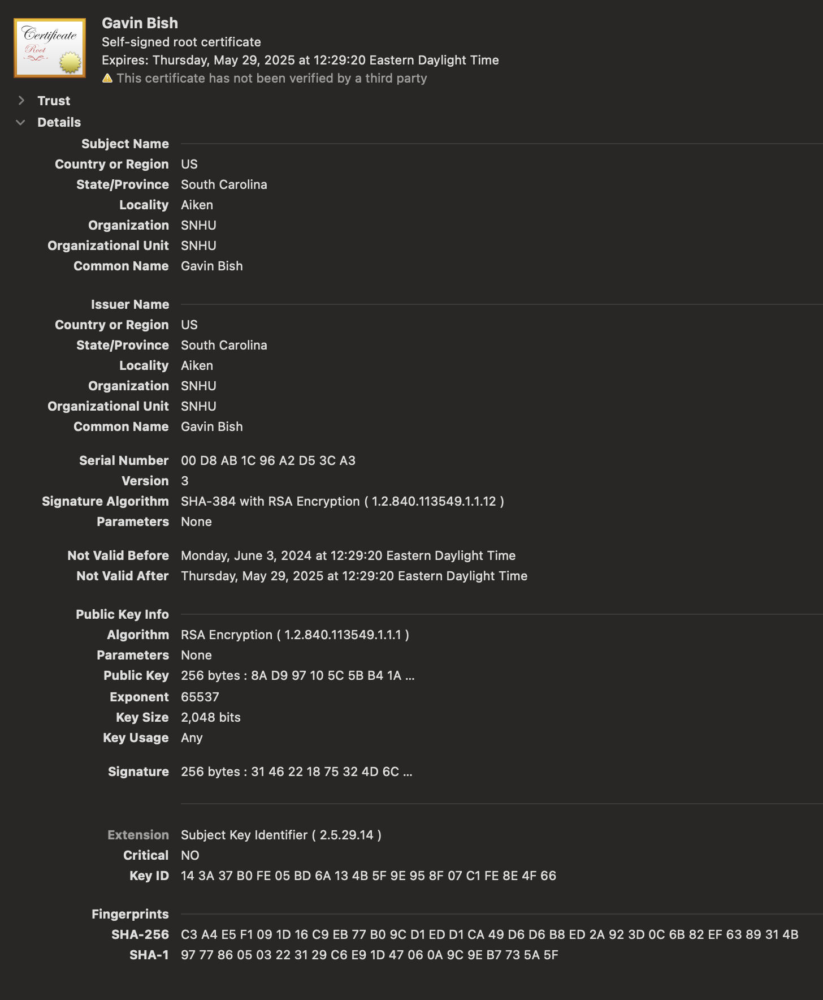 Certificate
Root
Gavin Bish
Self-signed root certificate
Expires: Thursday, May 29, 2025 at 12:29:20 Eastern Daylight Time
This certificate has not been verified by a third party
Trust
Details
Subject Name
Country or Region US
State/Province South Carolina
Locality Aiken
Organization SNHU
Organizational Unit SNHU
Common Name Gavin Bish
Issuer Name
Country or Region US
State/Province South Carolina
Locality Aiken
Organization SNHU
Organizational Unit SNHU
Common Name Gavin Bish
Serial Number 00 D8 AB 1C 96 A2 D5 3C A3
Version 3
Signature Algorithm SHA-384 with RSA Encryption ( 1.2.840.113549.1.1.12 )
Parameters None
Not Valid Before Monday, June 3, 2024 at 12:29:20 Eastern Daylight Time
Not Valid After Thursday, May 29, 2025 at 12:29:20 Eastern Daylight Time
Public Key Info
Algorithm RSA Encryption ( 1.2.840.113549.1.1.1 )
Parameters None
Public Key 256 bytes : 8A D9 97 10 5C 5B B4 1A ...
Exponent 65537
Key Size 2,048 bits
Key Usage Any
Signature 256 bytes : 31 46 22 18 75 32 4D 6C ...
Extension Subject Key Identifier ( 2.5.29.14 )
Critical NO
Key ID 14 3A 37 B0 FE 05 BD 6A 13 4B 5F 9E 95 8F 07 C1 FE 8E 4F 66
Fingerprints
SHA-256 C3 A4 E5 F1 09 1D 16 C9 EB 77 B0 9C D1 ED D1 CA 49 D6 D6 B8 ED 2A 92 3D 0C 6B 82 EF 63 89 31 4B
SHA-1 97 77 86 05 03 22 31 29 C6 E9 1D 47 06 0A 9C 9E B7 73 5A 5F